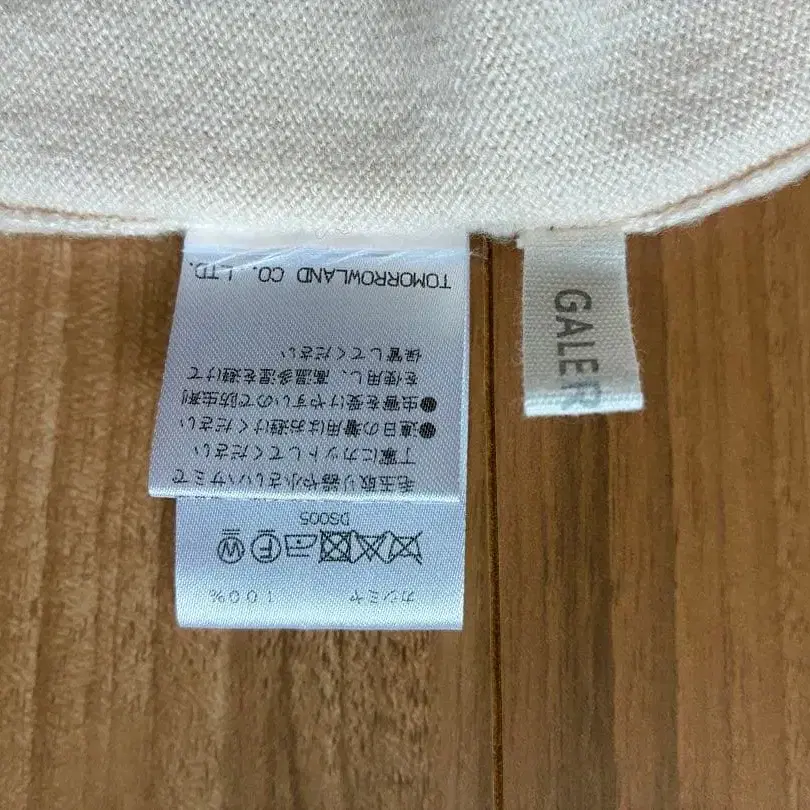 カシミヤ 100%
F W
DS005
毛玉取り器や小さいハサミで
丁寧にカットしてください
●連日の着用はお避けください
●虫害を受けやすいので防虫剤
を使用し、高温多湿を避けて
保管してください
TOMORROWLAND CO. LTD.
GALER